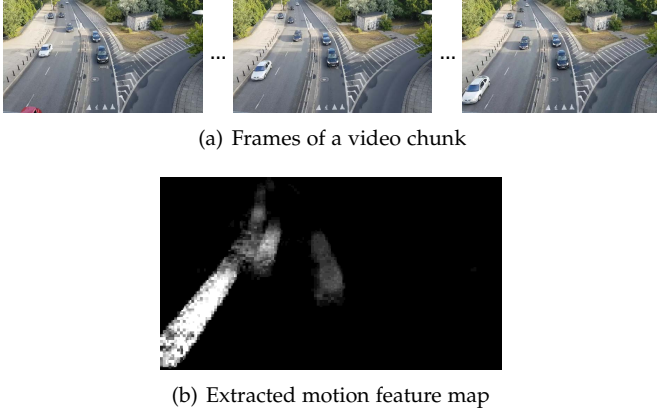 ... ...
(a) Frames of a video chunk
(b) Extracted motion feature map